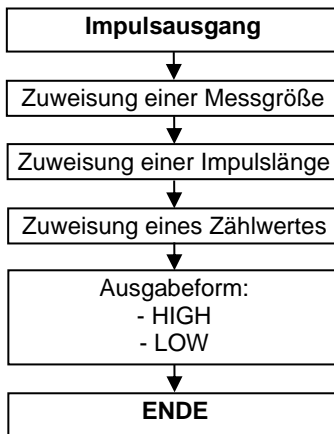 Impulsausgang
Zuweisung einer Messgröße
Zuweisung einer Impulslänge
Zuweisung eines Zählwertes
Ausgabeform:
- HIGH
- LOW
ENDE